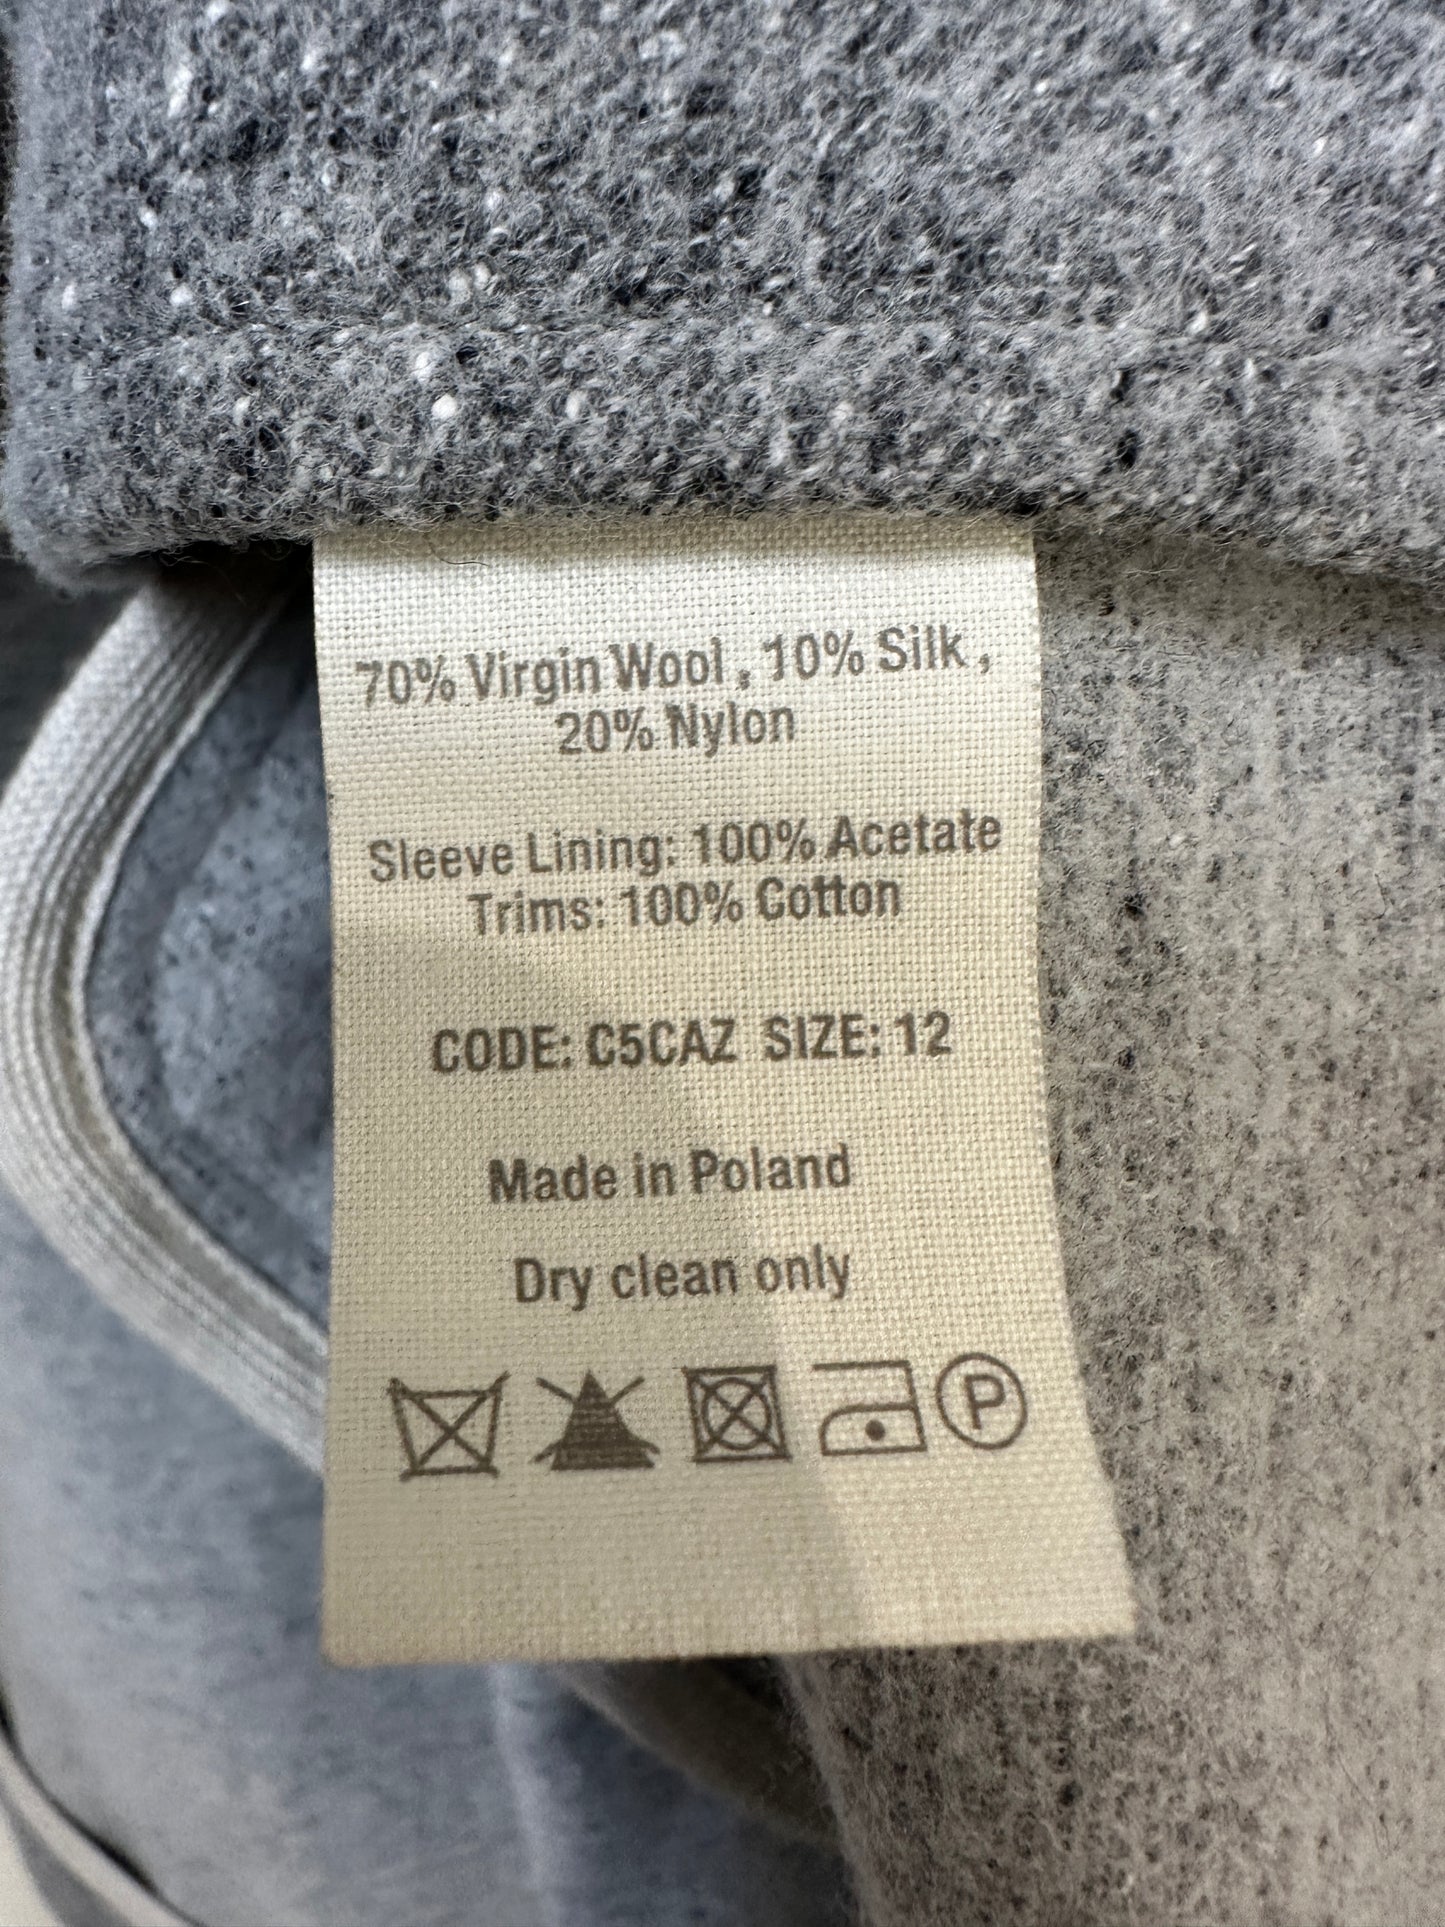 70% Virgin Wool , 10% Silk ,
20% Nylon
Sleeve Lining: 100% Acetate
Trims: 100% Cotton
CODE: C5CAZ SIZE: 12
Made in Poland
Dry clean only
P